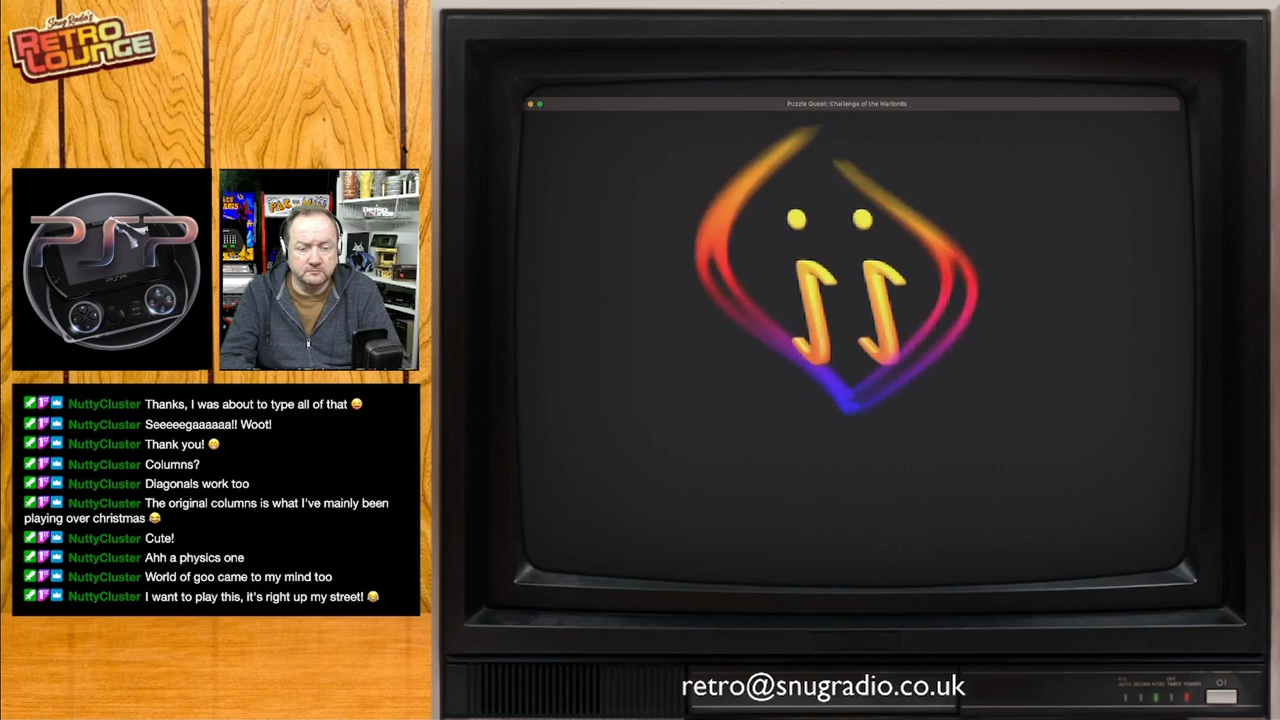 Snug Radio's
RETRO
LOUNGE
PSP
Puzzle Quest: Challenge of the Warlords
NuttyCluster Thanks, I was about to type all of that
NuttyCluster Seeeeegaaaaaa!! Woot!
NuttyCluster Thank you!
NuttyCluster Columns?
NuttyCluster Diagonals work too
NuttyCluster The original columns is what I've mainly been
playing over christmas
NuttyCluster Cute!
NuttyCluster Ahh a physics one
NuttyCluster World of goo came to my mind too
NuttyCluster I want to play this, it's right up my street!
retro@snugradio.co.uk